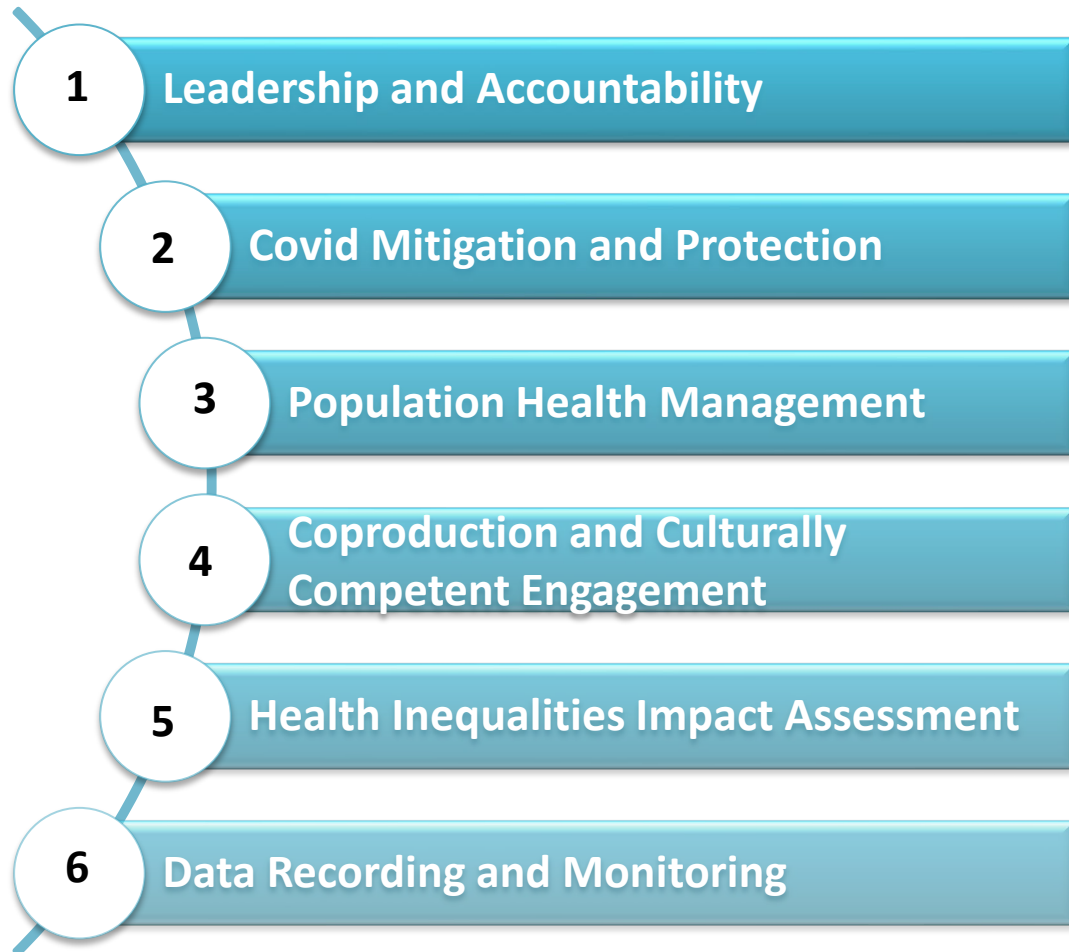 1
Leadership and Accountability
2
Covid Mitigation and Protection
3
Population Health Management
4
Coproduction and Culturally
Competent Engagement
5
Health Inequalities Impact Assessment
6
Data Recording and Monitoring